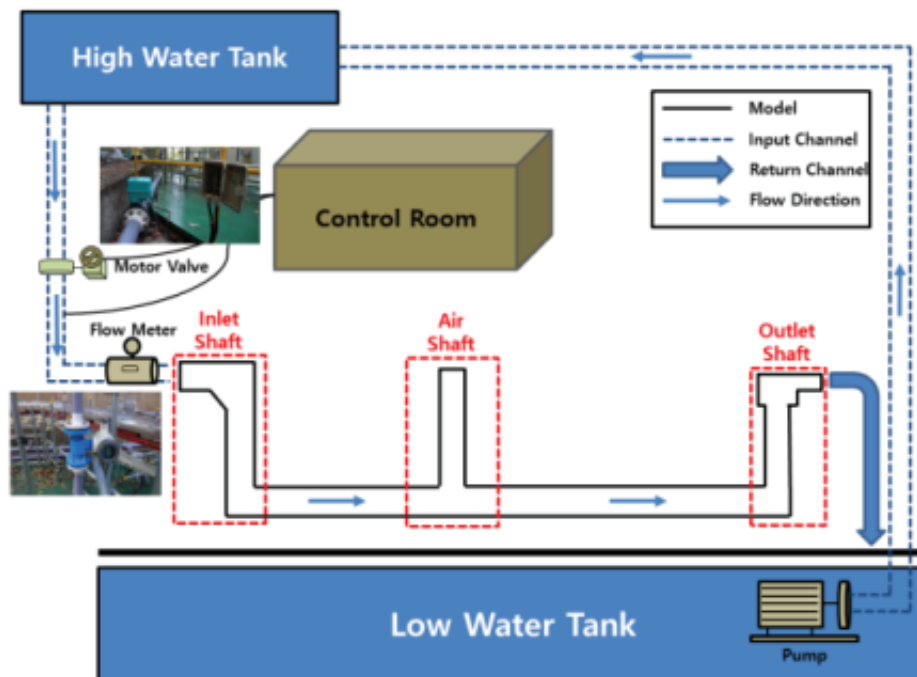 High Water Tank
Model
Input Channel
Return Channel
Flow Direction
Control Room
Motor Valve
Flow Meter
Inlet
Shaft
Air
Shaft
Outlet
Shaft
Low Water Tank
Pump